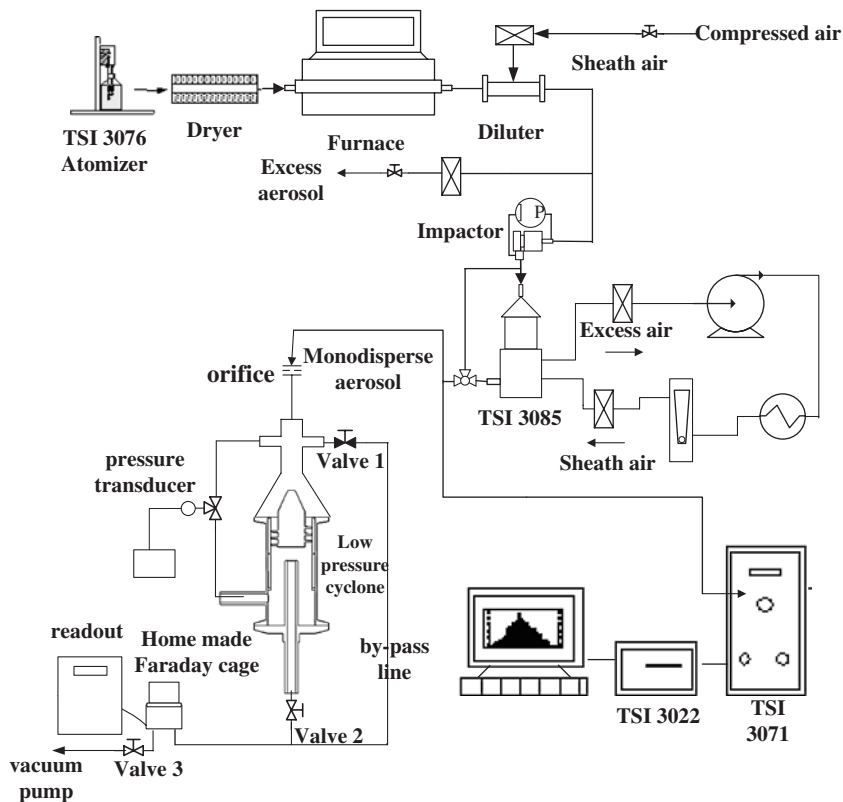 Compressed air
Sheath air
TSI 3076
Atomizer
Dryer
Furnace
Diluter
Excess
aerosol
P
Impactor
Excess air
Monodisperse
aerosol
orifice
TSI 3085
Sheath air
Valve 1
pressure
transducer
Low
pressure
cyclone
readout
Home made
Faraday cage
by-pass
line
Valve 2
Valve 3
vacuum
pump
TSI 3022
TSI
3071